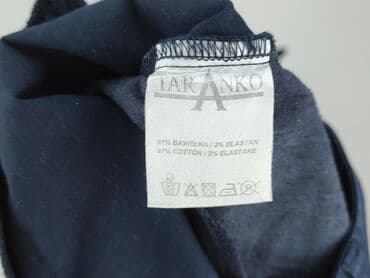 TARANKO
97% BAWEŁNA / 3% ELASTAN
97% COTTON / 3% ELASTANE